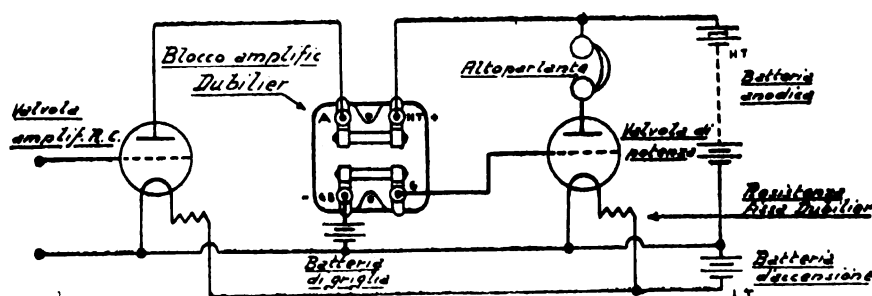 Blocco amplific
Dubilier
Altoparlante
HT
Batteria
anodica
Valvola
amplif. R.C.
A
HT +
Valvola di
potenza
- GB
G
Resistenza
fissa Dubilier
Batteria
di griglia
Batteria
d'accensione
LT